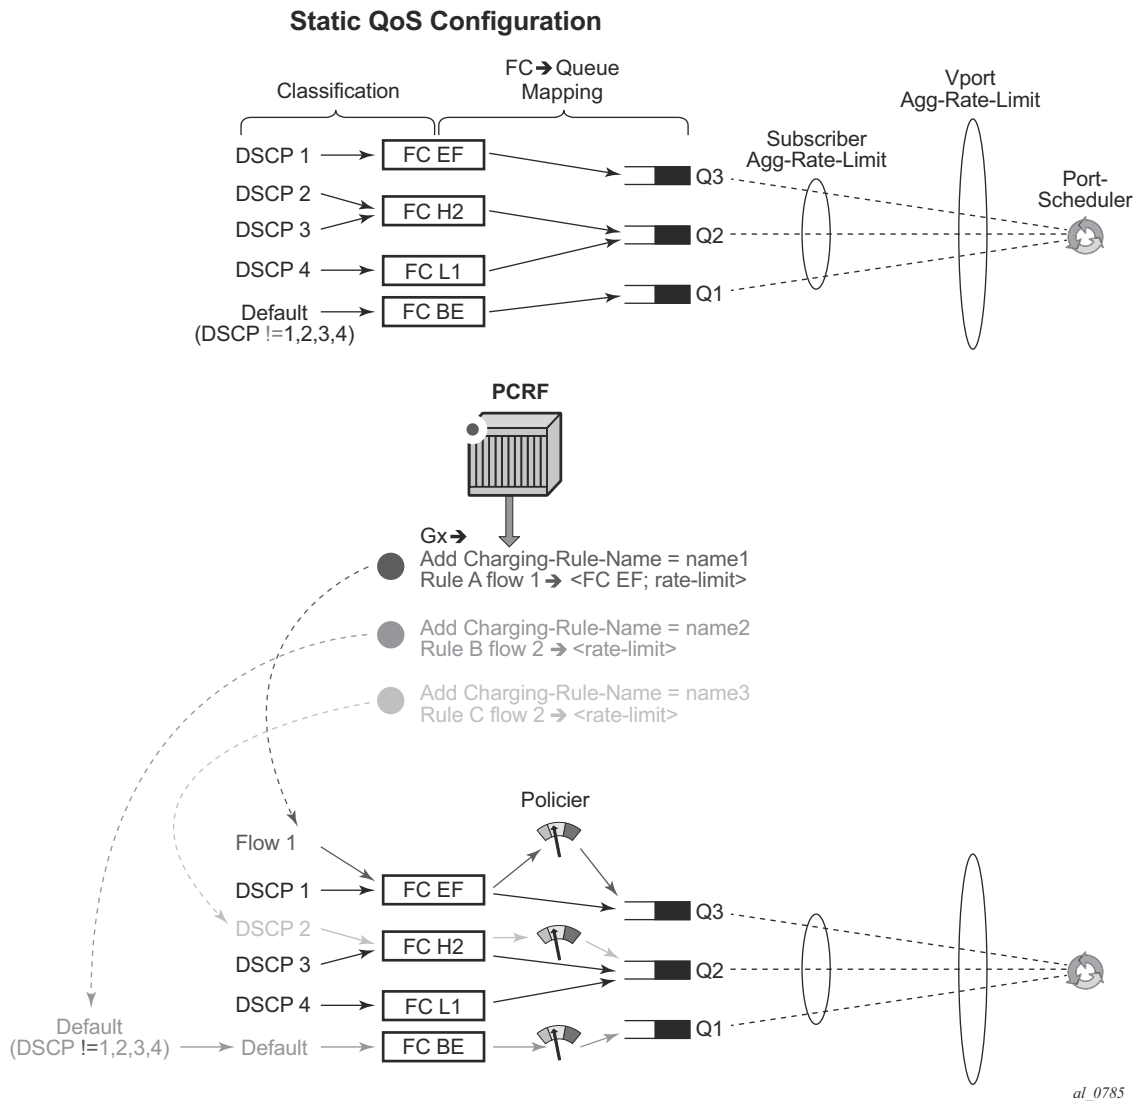 Static QoS Configuration
FC➔Queue
Mapping
Classification
Vport
Agg-Rate-Limit
Subscriber
Agg-Rate-Limit
Port-
Scheduler
DSCP 1
FC EF
Q3
DSCP 2
FC H2
DSCP 3
Q2
DSCP 4
FC L1
Q1
Default
(DSCP !=1,2,3,4)
FC BE
PCRF
Gx➔
Add Charging-Rule-Name = name1
Rule A flow 1➔ <FC EF; rate-limit>
Add Charging-Rule-Name = name2
Rule B flow 2 ➔ <rate-limit>
Add Charging-Rule-Name = name3
Rule C flow 2 ➔ <rate-limit>
Policier
Flow 1
DSCP 1
FC EF
Q3
DSCP 2
FC H2
DSCP 3
Q2
DSCP 4
FC L1
Q1
Default
(DSCP !=1,2,3,4)
Default
FC BE
al_0785